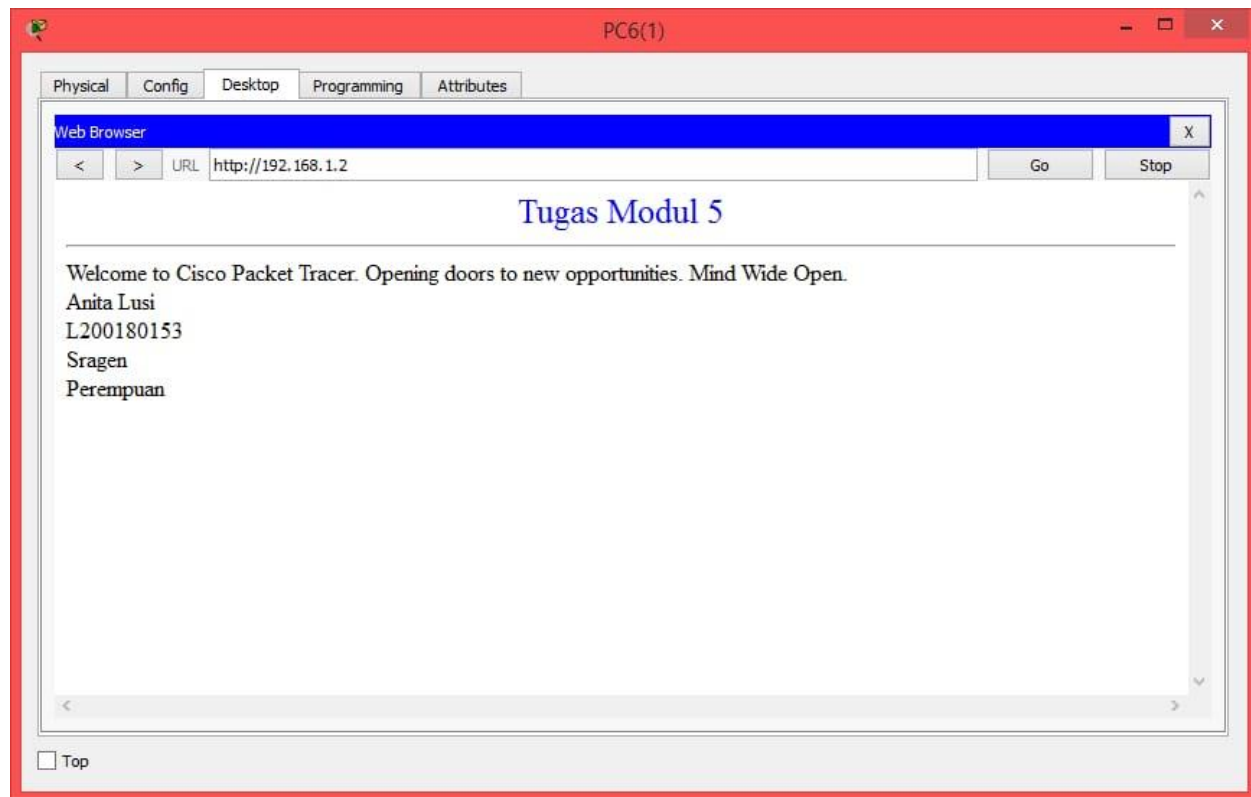 PC6(1)
Physical Config Desktop Programming Attributes
Web Browser X
< > URL http://192.168.1.2 Go Stop
Tugas Modul 5
Welcome to Cisco Packet Tracer. Opening doors to new opportunities. Mind Wide Open.
Anita Lusi
L200180153
Sragen
Perempuan
Top